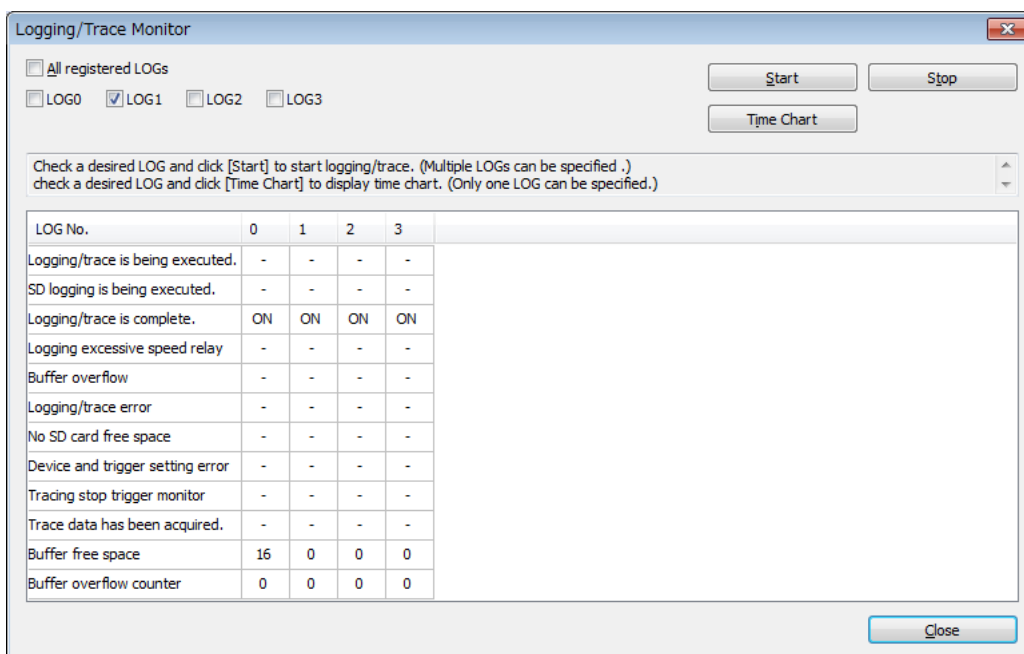 Logging/Trace Monitor
All registered LOGs
LOG0 LOG1 LOG2 LOG3
Start Stop
Time Chart
Check a desired LOG and click [Start] to start logging/trace. (Multiple LOGs can be specified .)
check a desired LOG and click [Time Chart] to display time chart. (Only one LOG can be specified.)
LOG No. 0 1 2 3
Logging/trace is being executed. - - - -
SD logging is being executed. - - - -
Logging/trace is complete. ON ON ON ON
Logging excessive speed relay - - - -
Buffer overflow - - - -
Logging/trace error - - - -
No SD card free space - - - -
Device and trigger setting error - - - -
Tracing stop trigger monitor - - - -
Trace data has been acquired. - - - -
Buffer free space 16 0 0 0
Buffer overflow counter 0 0 0 0
Close